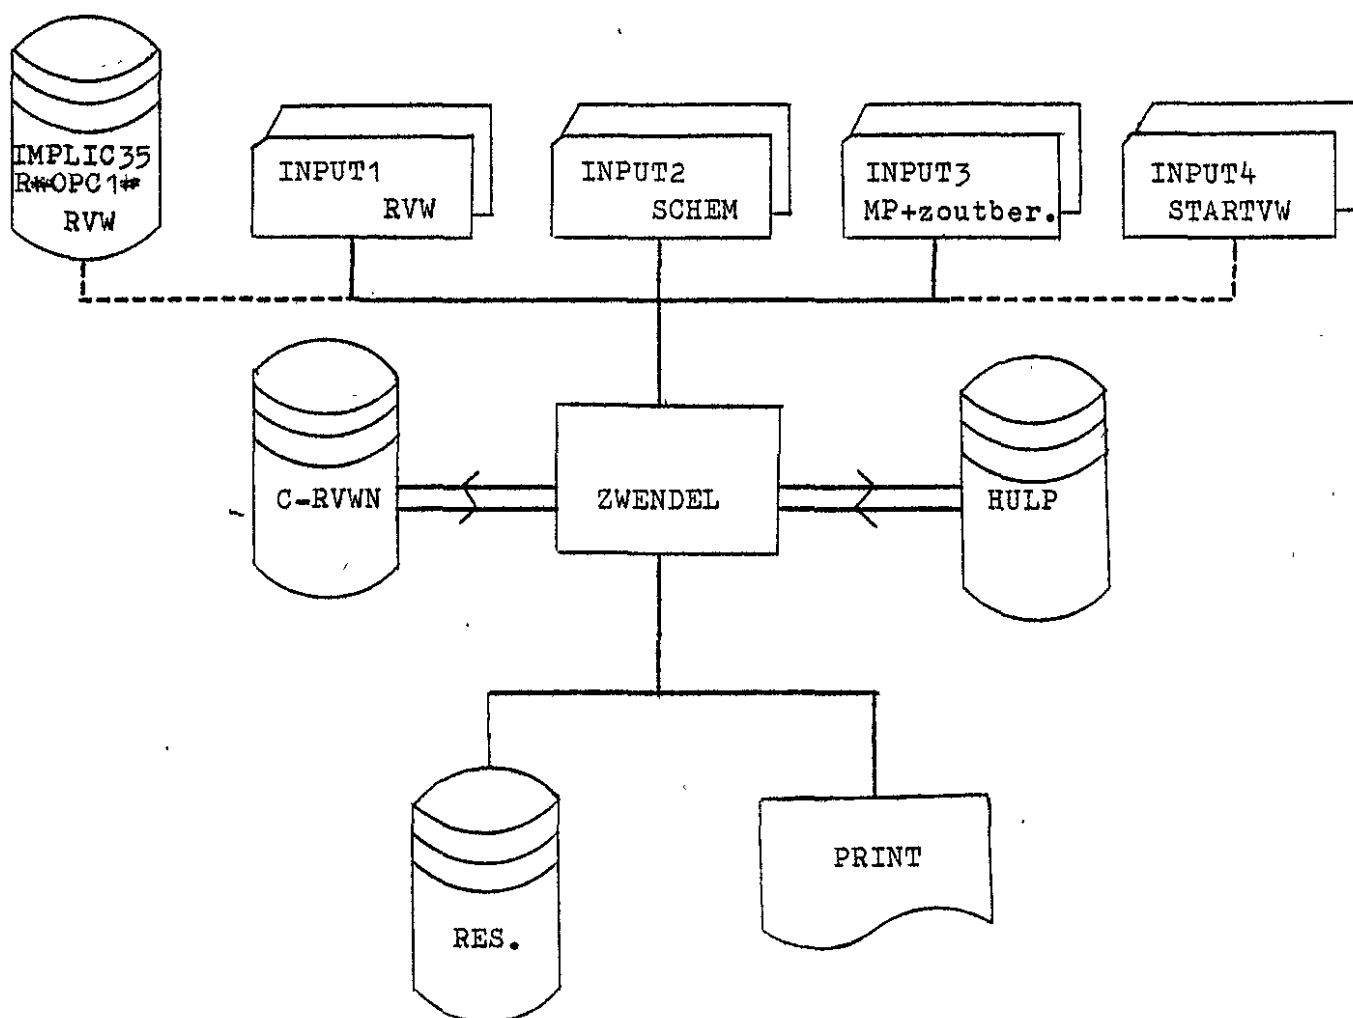 IMPLIC35
R**OPC1**
RVW
INPUT1
RVW
INPUT2
SCHEM
INPUT3
MP+zoutber.
INPUT4
STARTVW
C-RVWN
ZWENDEL
HULP
RES.
PRINT